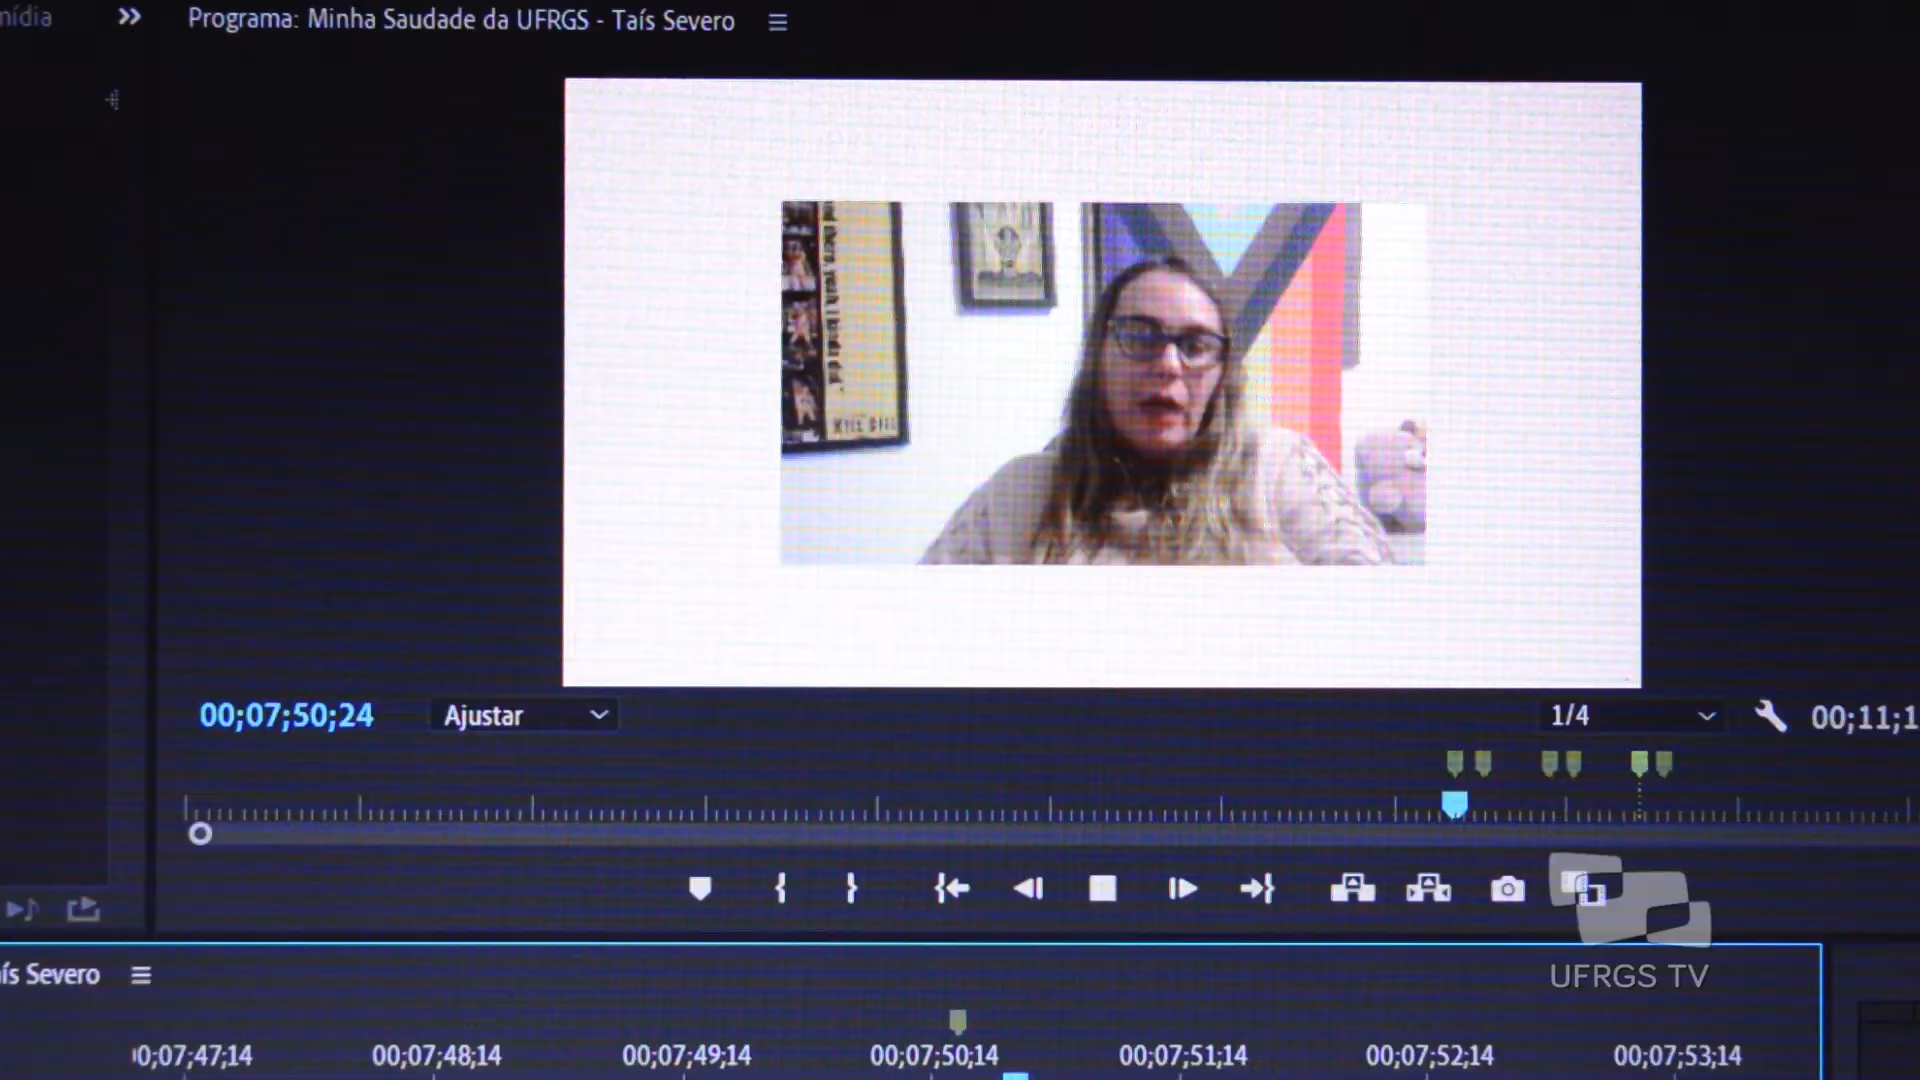 mídia
Programa: Minha Saudade da UFRGS - Taís Severo
KYLE
00;07;50;24
Ajustar
1/4
00;11;1
ís Severo
UFRGS TV
0;07;47;14
00;07;48;14
00;07;49;14
00;07;50;14
00;07;51;14
00;07;52;14
00;07;53;14